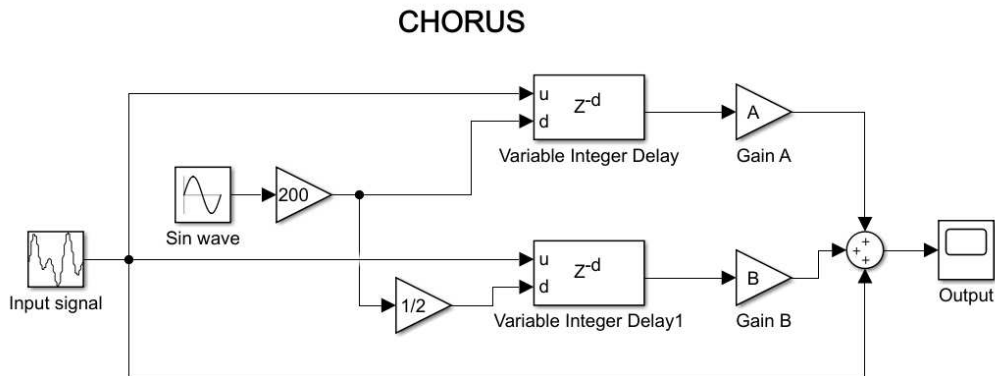 CHORUS
u
d
Z-d
Variable Integer Delay
A
Gain A
Sin wave
200
Input signal
u
d
Z-d
Variable Integer Delay1
1/2
B
Gain B
+
+
+
Output